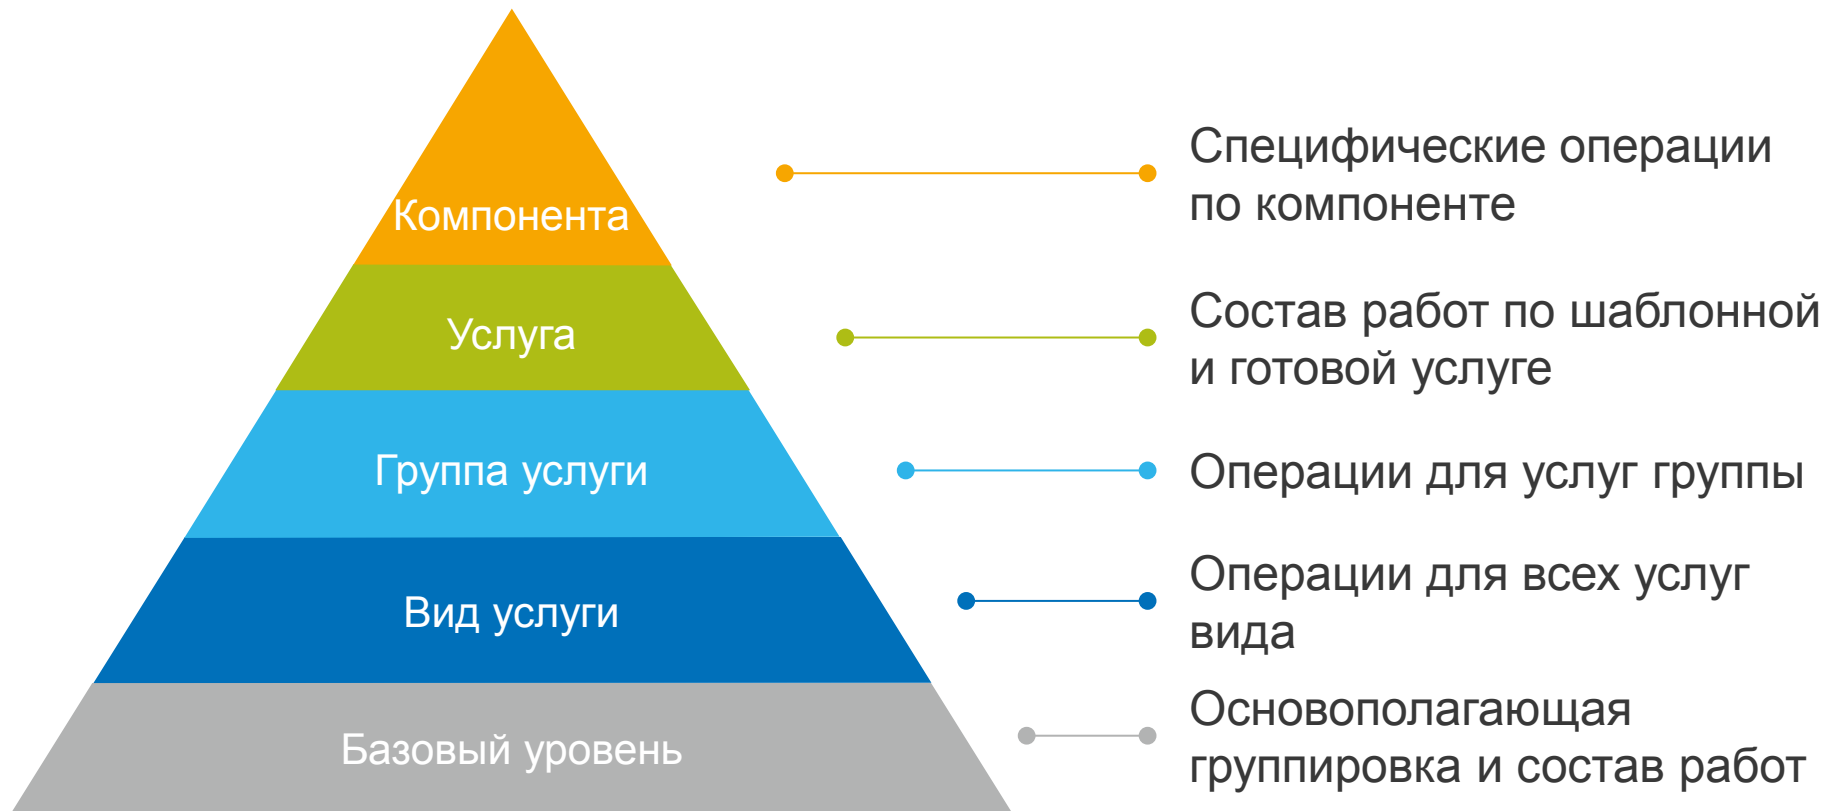 Компонента
Специфические операции
по компоненте
Услуга
Состав работ по шаблонной
и готовой услуге
Группа услуги
Операции для услуг группы
Вид услуги
Операции для всех услуг
вида
Базовый уровень
Основополагающая
группировка и состав работ